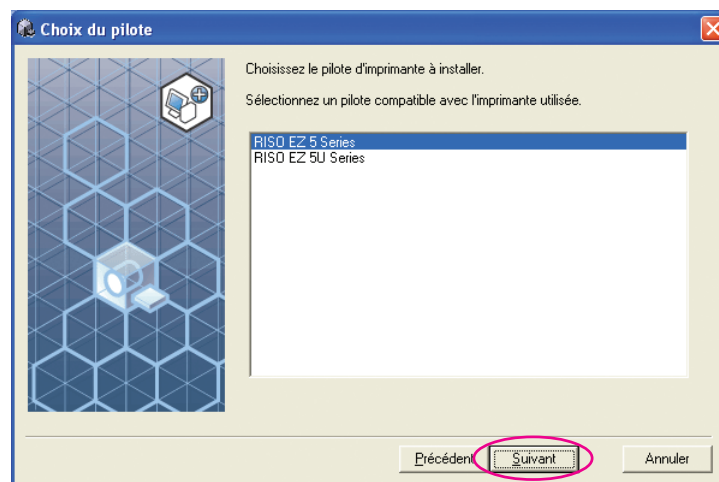 Choix du pilote
Choisissez le pilote d'imprimante à installer.
Sélectionnez un pilote compatible avec l'imprimante utilisée.
RISO EZ 5 Series
RISO EZ 5U Series
Précédent
Suivant
Annuler